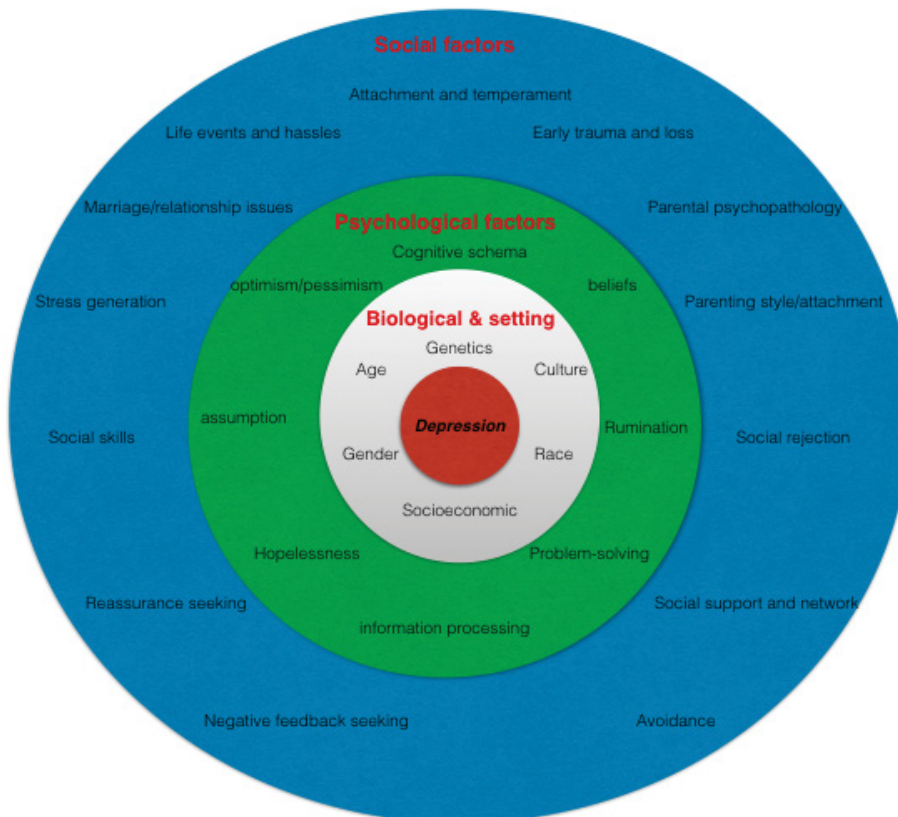 Social factors
Attachment and temperament
Life events and hassles
Early trauma and loss
Marriage/relationship issues
Parental psychopathology
Psychological factors
Cognitive schema
optimism/pessimism
beliefs
Stress generation
Parenting style/attachment
Biological & setting
Genetics
Age
Culture
assumption
Depression
Rumination
Social skills
Social rejection
Gender
Race
Socioeconomic
Hopelessness
Problem-solving
Reassurance seeking
Social support and network
information processing
Negative feedback seeking
Avoidance